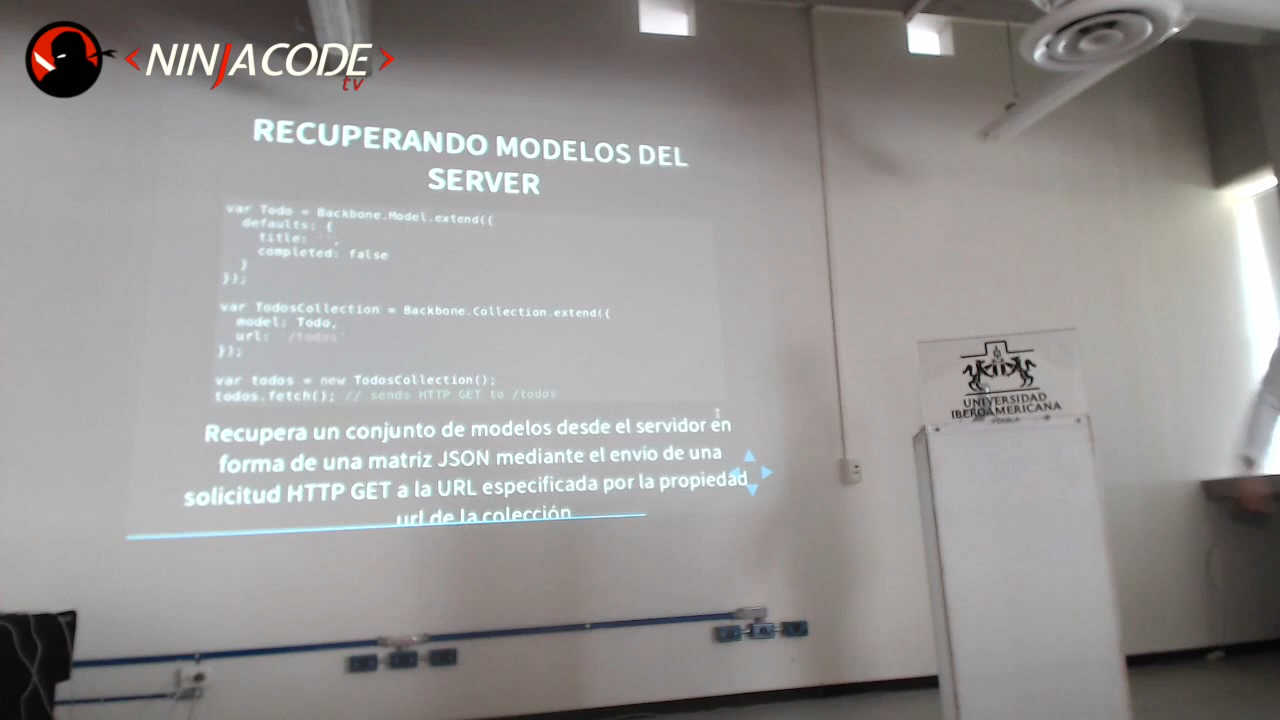 <NINJACODE>
tv
RECUPERANDO MODELOS DEL
SERVER
var Todo = Backbone.Model.extend({
defaults: {
title: '',
completed: false
}
});
var TodosCollection = Backbone.Collection.extend({
model: Todo,
url: '/todos'
});
var todos = new TodosCollection();
todos.fetch(); // sends HTTP GET to /todos
Recupera un conjunto de modelos desde el servidor en
forma de una matriz JSON mediante el envío de una
solicitud HTTP GET a la URL especificada por la propiedad
url de la colección
UNIVERSIDAD
IBEROAMERICANA